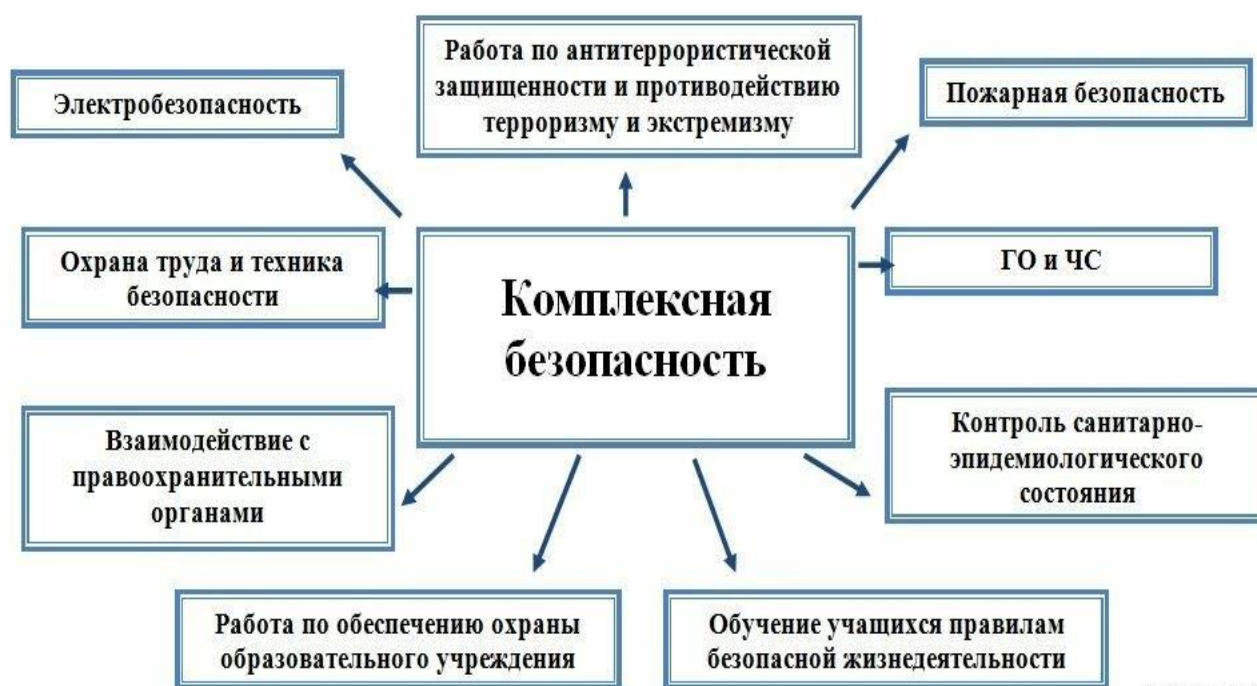 Работа по антитеррористической
защищенности и противодействию
терроризму и экстремизму
Электробезопасность
Пожарная безопасность
Охрана труда и техника
безопасности
Комплексная
безопасность
ГО и ЧС
Взаимодействие с
правоохранительными
органами
Контроль санитарно-
эпидемиологического
состояния
Работа по обеспечению охраны
образовательного учреждения
Обучение учащихся правилам
безопасной жизнедеятельности